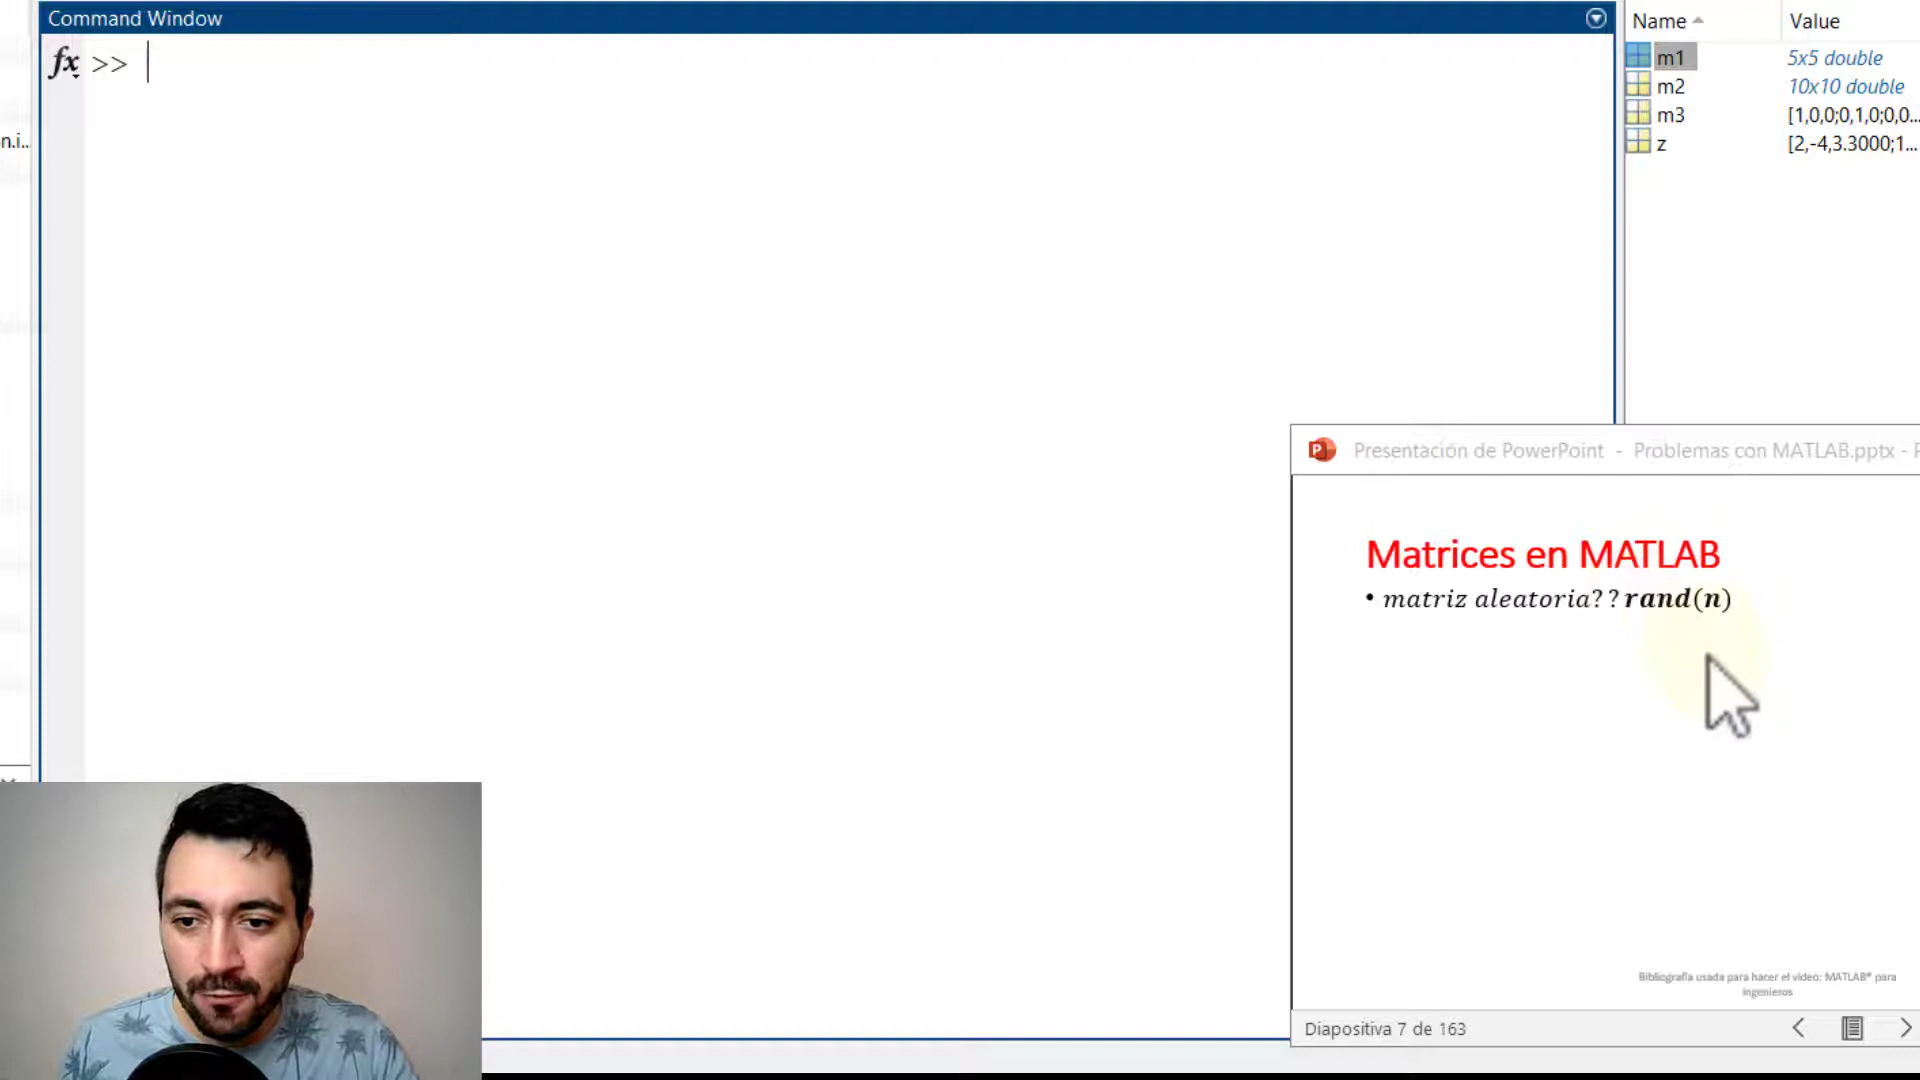 Command Window
fx >>
n.i...
Name Value
m1 5x5 double
m2 10x10 double
m3 [1,0,0;0,1,0;0,0...
z [2,-4,3.3000;1...
Presentación de PowerPoint - Problemas con MATLAB.pptx - P
Matrices en MATLAB
• matriz aleatoria??rand(n)
Bibliografía usada para hacer el video: MATLAB® para
ingenieros
Diapositiva 7 de 163